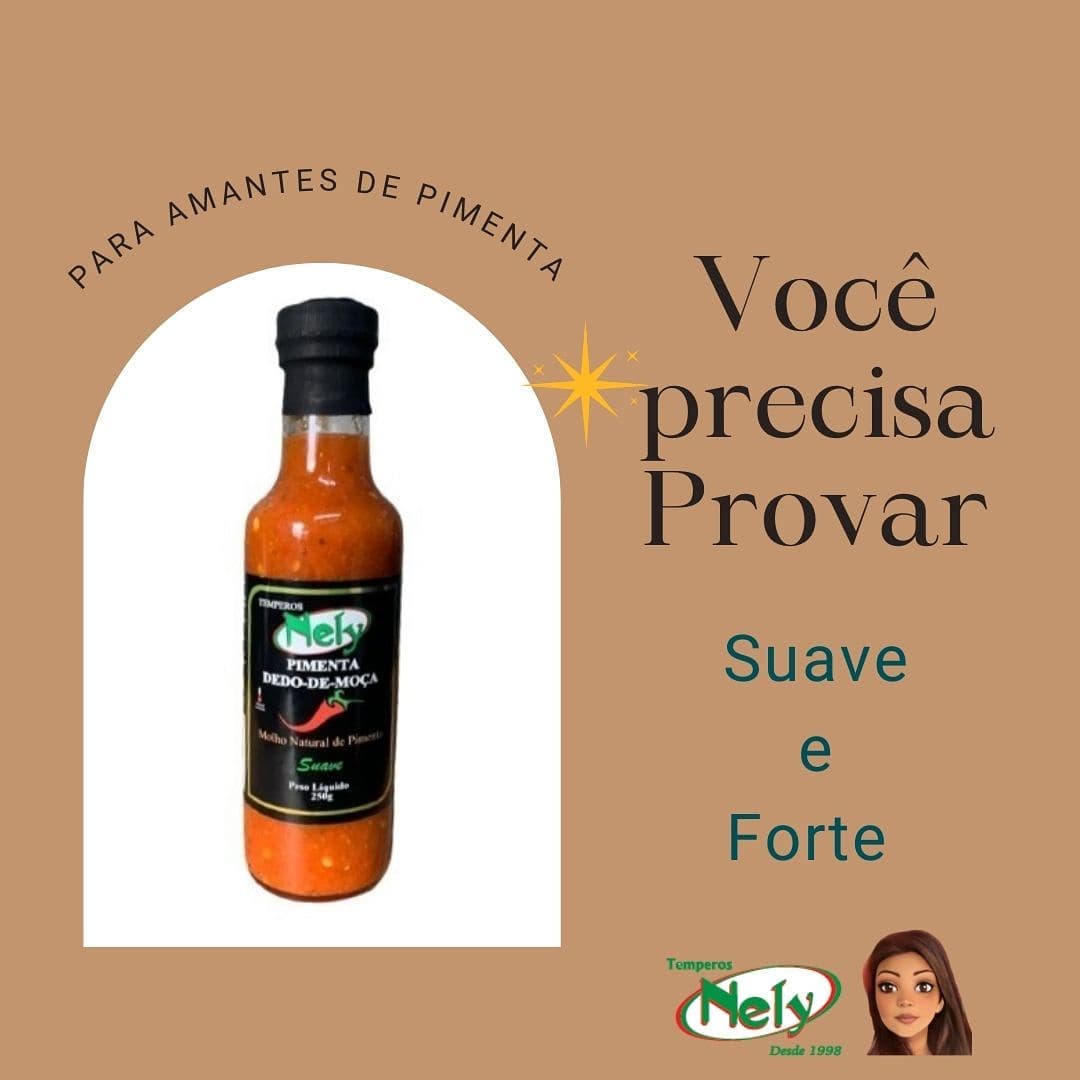 PARA AMANTES DE PIMENTA
Você
precisa
Provar
Suave
e
Forte
TEMPEROS
Nely
PIMENTA
DEDO-DE-MOÇA
Molho Natural de Pimenta
Suave
Peso Líquido
250g
Temperos
Nely
Desde 1998